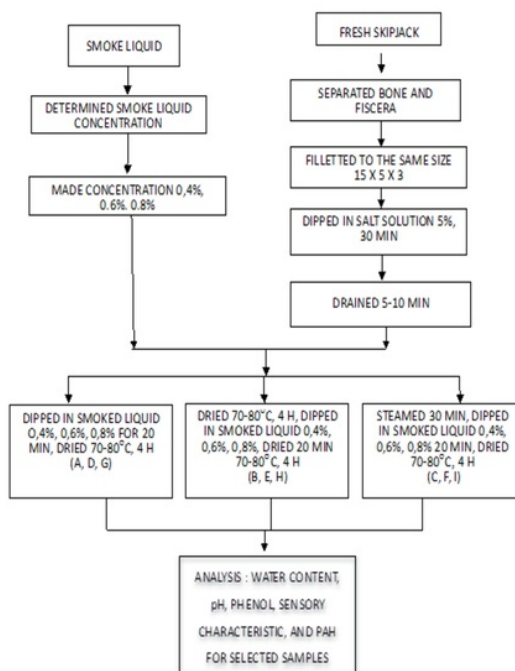 SMOKE LIQUID
DETERMINED SMOKE LIQUID
CONCENTRATION
MADE CONCENTRATION 0,4%,
0.6%. 0.8%
FRESH SKIPJACK
SEPARATED BONE AND
FISCERA
FILLETTED TO THE SAME SIZE
15 X 5 X 3
DIPPED IN SALT SOLUTION 5%,
30 MIN
DRAINED 5-10 MIN
DIPPED IN SMOKED LIQUID
0,4%, 0,6%, 0,8% FOR 20
MIN, DRIED 70-80°C, 4 H
(A, D, G)
DRIED 70-80°C, 4 H, DIPPED
IN SMOKED LIQUID 0,4%,
0,6%, 0,8%, DRIED 20 MIN
70-80°C, 4 H
(B, E, H)
STEAMED 30 MIN, DIPPED
IN SMOKED LIQUID 0,4%,
0,6%, 0,8% 20 MIN, DRIED
70-80°C, 4 H
(C, F, I)
ANALYSIS : WATER CONTENT,
pH, PHENOL, SENSORY
CHARACTERISTIC, AND PAH
FOR SELECTED SAMPLES